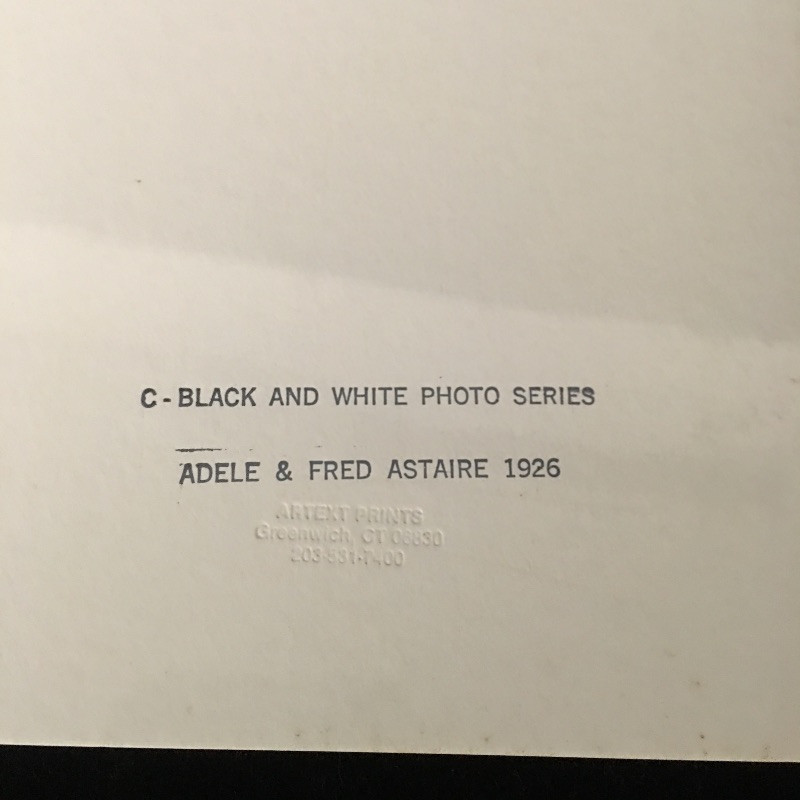 C-BLACK AND WHITE PHOTO SERIES
ADELE & FRED ASTAIRE 1926
ARTEXT PRINTS
Greenwich, CT 06830
203-531-7400